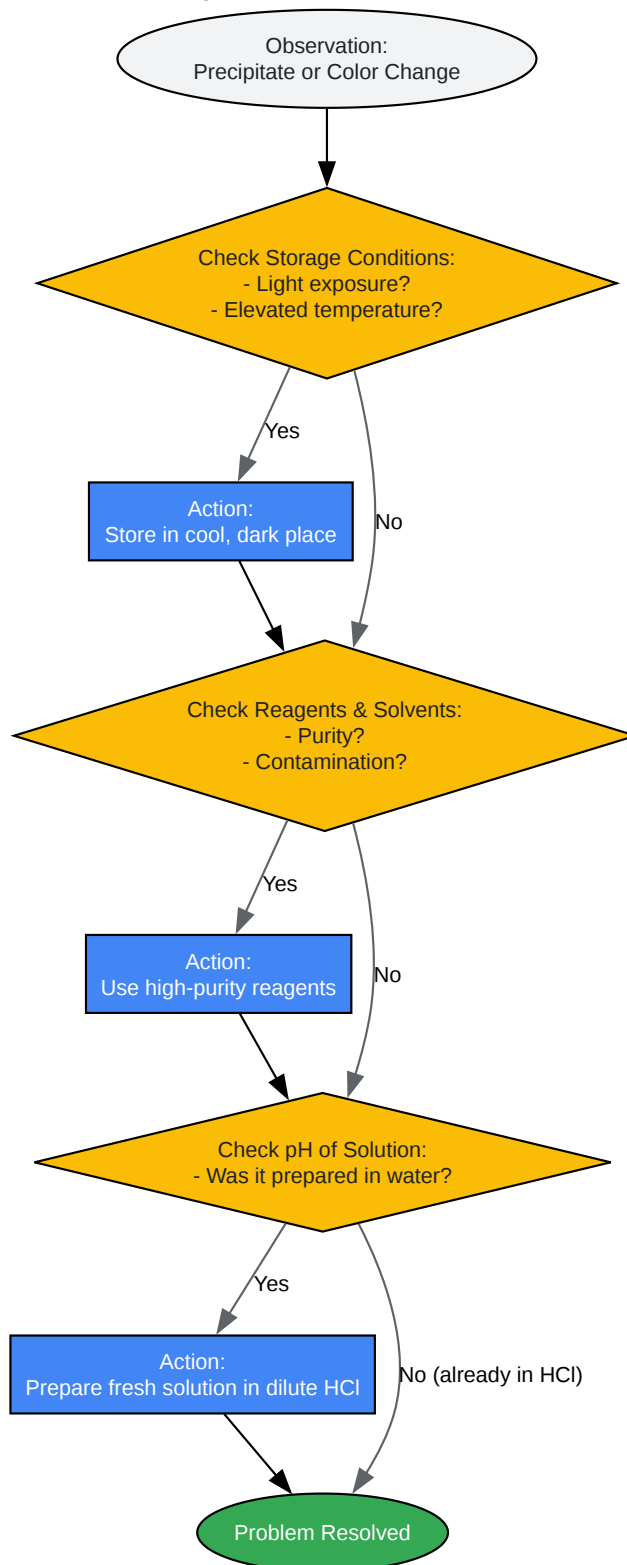 Observation:
Precipitate or Color Change
Check Storage Conditions:
- Light exposure?
- Elevated temperature?
Yes
No
Action:
Store in cool, dark place
Check Reagents & Solvents:
- Purity?
- Contamination?
Yes
No
Action:
Use high-purity reagents
Check pH of Solution:
- Was it prepared in water?
Yes
No (already in HCl)
Action:
Prepare fresh solution in dilute HCl
Problem Resolved